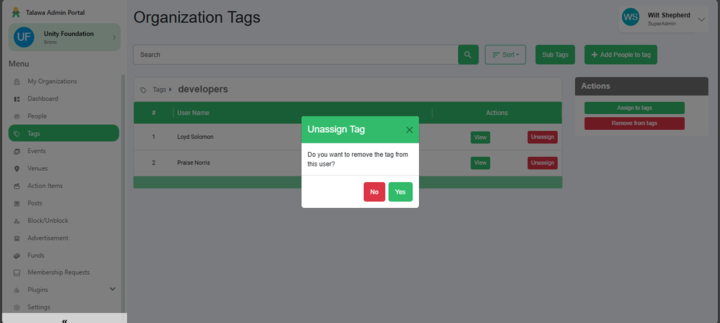 Talawa Admin Portal
UF
Unity Foundation
Menu
My Organizations
Dashboard
People
Tags
Events
Venues
Action Items
Posts
Block/Unblock
Advertisement
Funds
Membership Requests
Plugins
Settings
Organization Tags
WS
Wilt Shepherd
SuperAdmin
Search
Sort
Sub Tags
+ Add People to tag
Tags
developers
# User Name Actions
1 Loyd Solomon View Unassign
2 Praise Norris View Unassign
Actions
Assign to tags
Remove from tags
Unassign Tag
Do you want to remove the tag from
this user?
No
Yes